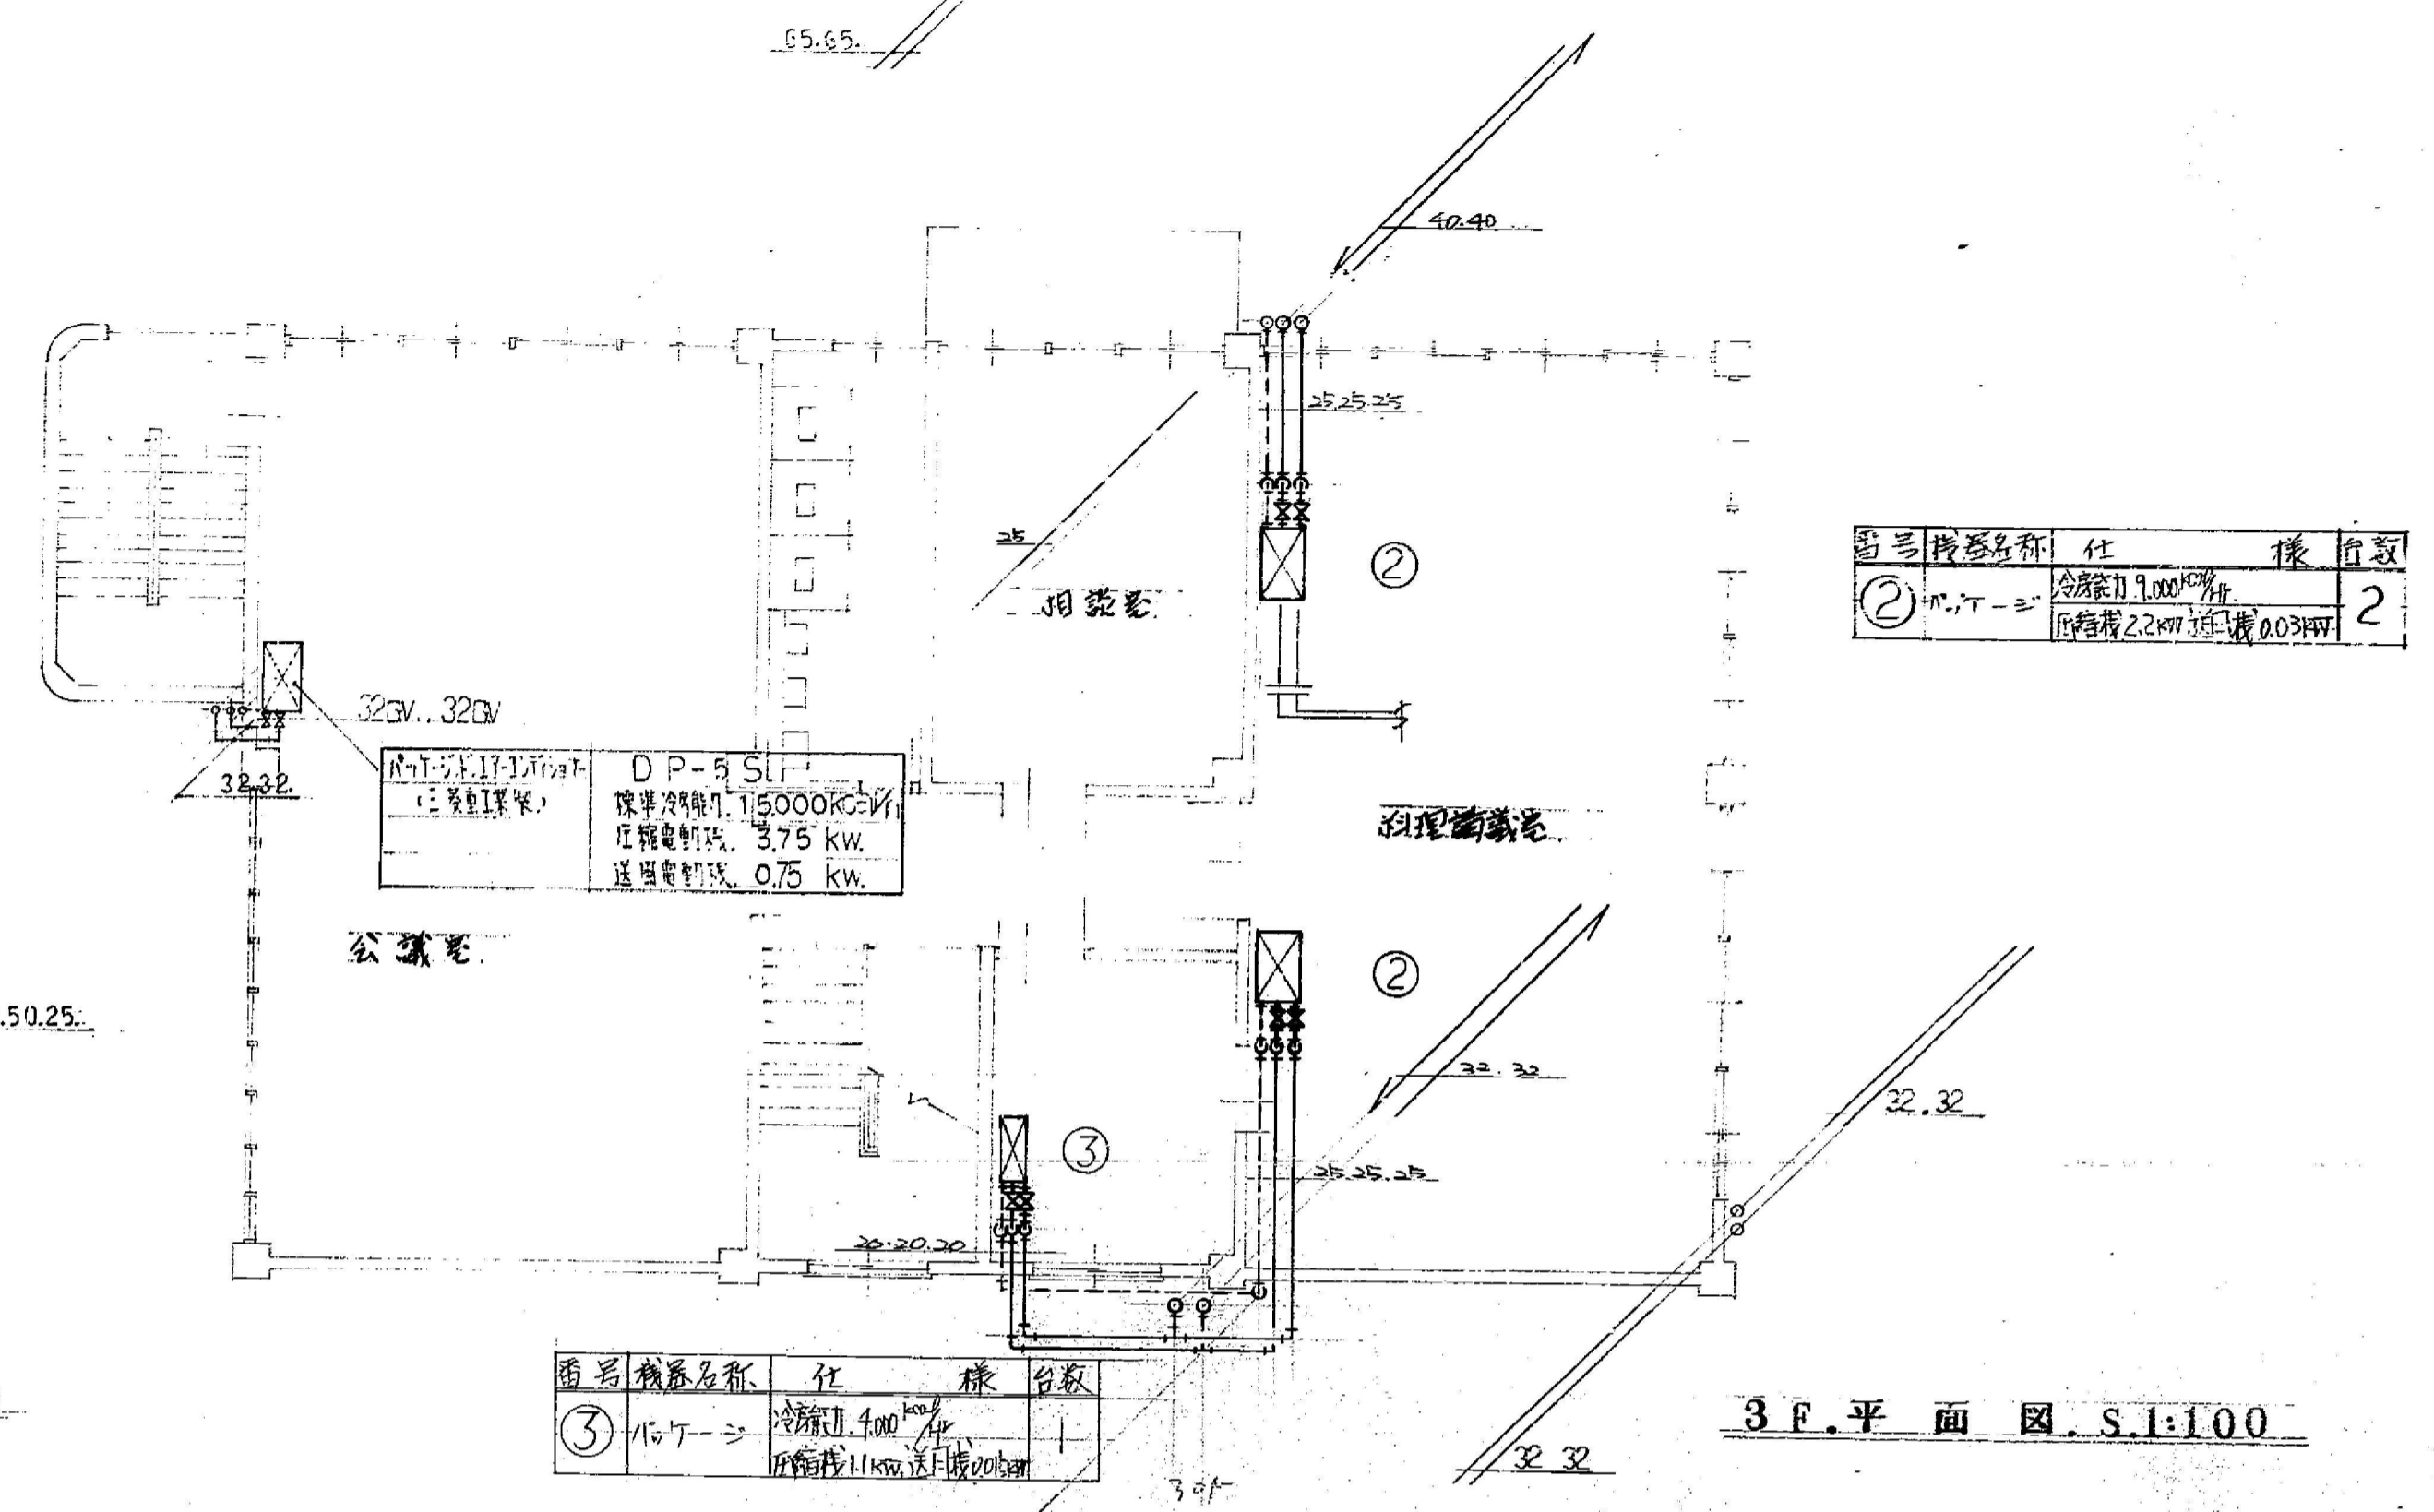 65.65.
40.40
25.25.25
25
相談室
②
番号 機器名称 仕 様 台数
② パッケージ 冷房能力 9.000 kcal/Hr. 2
圧縮機 2.2KW 送風機 0.03KW
32GV.. 32GV
32.32.
パッケージド.エアーコンディショナー
(三菱重工業製.)
DP-5SLF
標準冷房能力. 15.000KCal/H
圧縮電動機. 3.75 KW.
送風電動機. 0.75 KW.
料理講義室.
会議室.
②
.50.25.
32.32
32.32
③
25.25.25
20.20.20
番号 機器名称. 仕 様 台数
③ パッケージ 冷房能力. 4.000 kcal/Hr 1
圧縮機 1.1KW. 送風機
32 32
3F.平 面 図. S.1:100